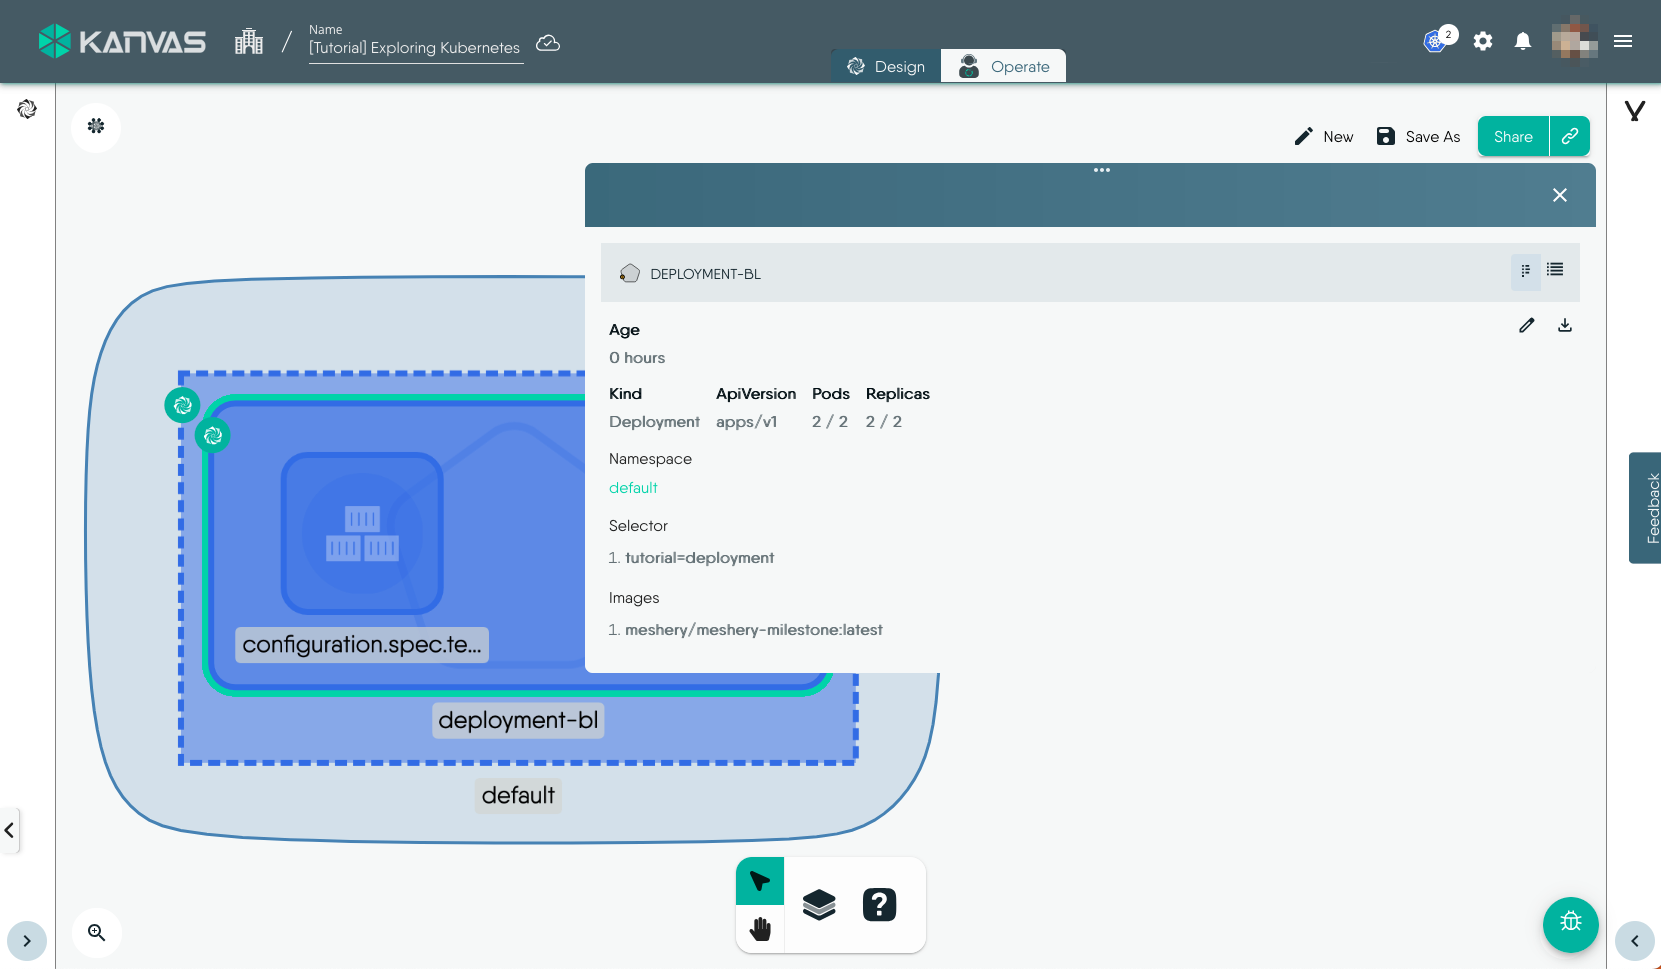 KANVAS
/
Name
[Tutorial] Exploring Kubernetes
2
Design
Operate
New
Save As
Share
DEPLOYMENT-BL
Age
0 hours
Kind ApiVersion Pods Replicas
Deployment apps/v1 2 / 2 2 / 2
Namespace
default
Selector
1. tutorial=deployment
Images
1. meshery/meshery-milestone:latest
configuration.spec.te...
deployment-bl
default
Feedback
?